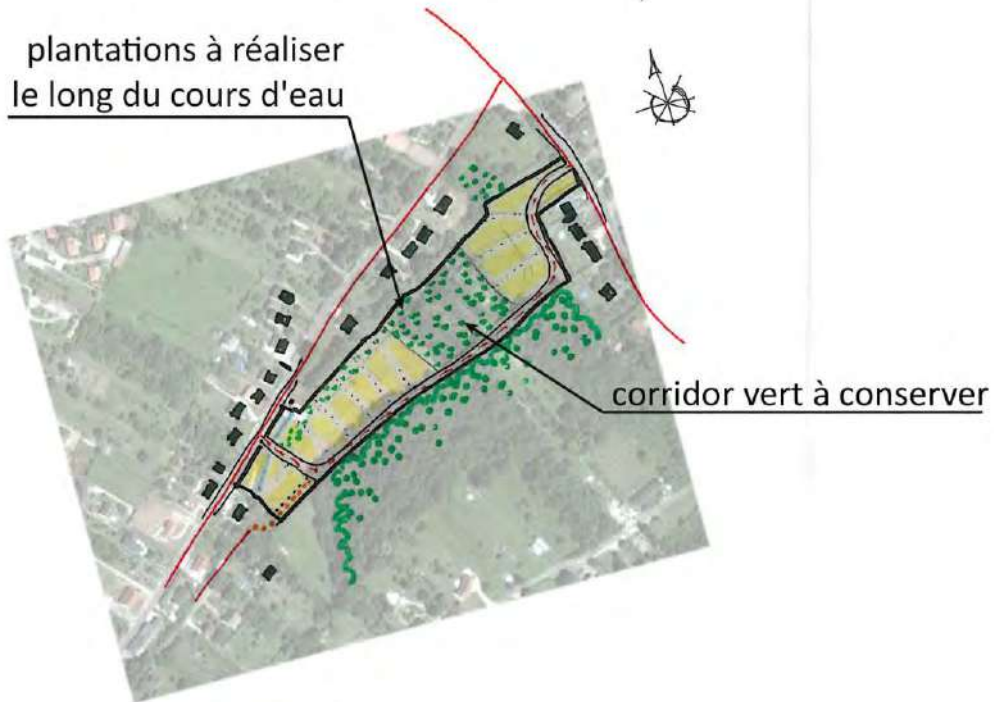 plantations à réaliser
le long du cours d'eau
corridor vert à conserver